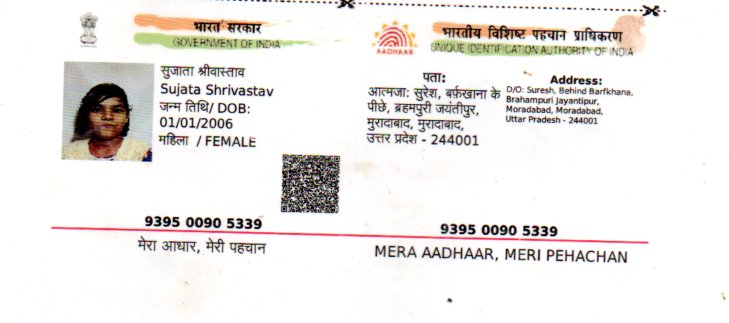 भारत सरकार
GOVERNMENT OF INDIA
सुजाता श्रीवास्ताव
Sujata Shrivastav
जन्म तिथि/ DOB:
01/01/2006
महिला / FEMALE
9395 0090 5339
मेरा आधार, मेरी पहचान
भारतीय विशिष्ट पहचान प्राधिकरण
UNIQUE IDENTIFICATION AUTHORITY OF INDIA
AADHAAR
पता:
आत्मजा: सुरेश, बर्फखाना के
पीछे, ब्रहमपुरी जयंतीपुर,
मुरादाबाद, मुरादाबाद,
उत्तर प्रदेश - 244001
Address:
D/O: Suresh, Behind Barfkhana,
Brahampuri Jayantipur,
Moradabad, Moradabad,
Uttar Pradesh - 244001
9395 0090 5339
MERA AADHAAR, MERI PEHACHAN